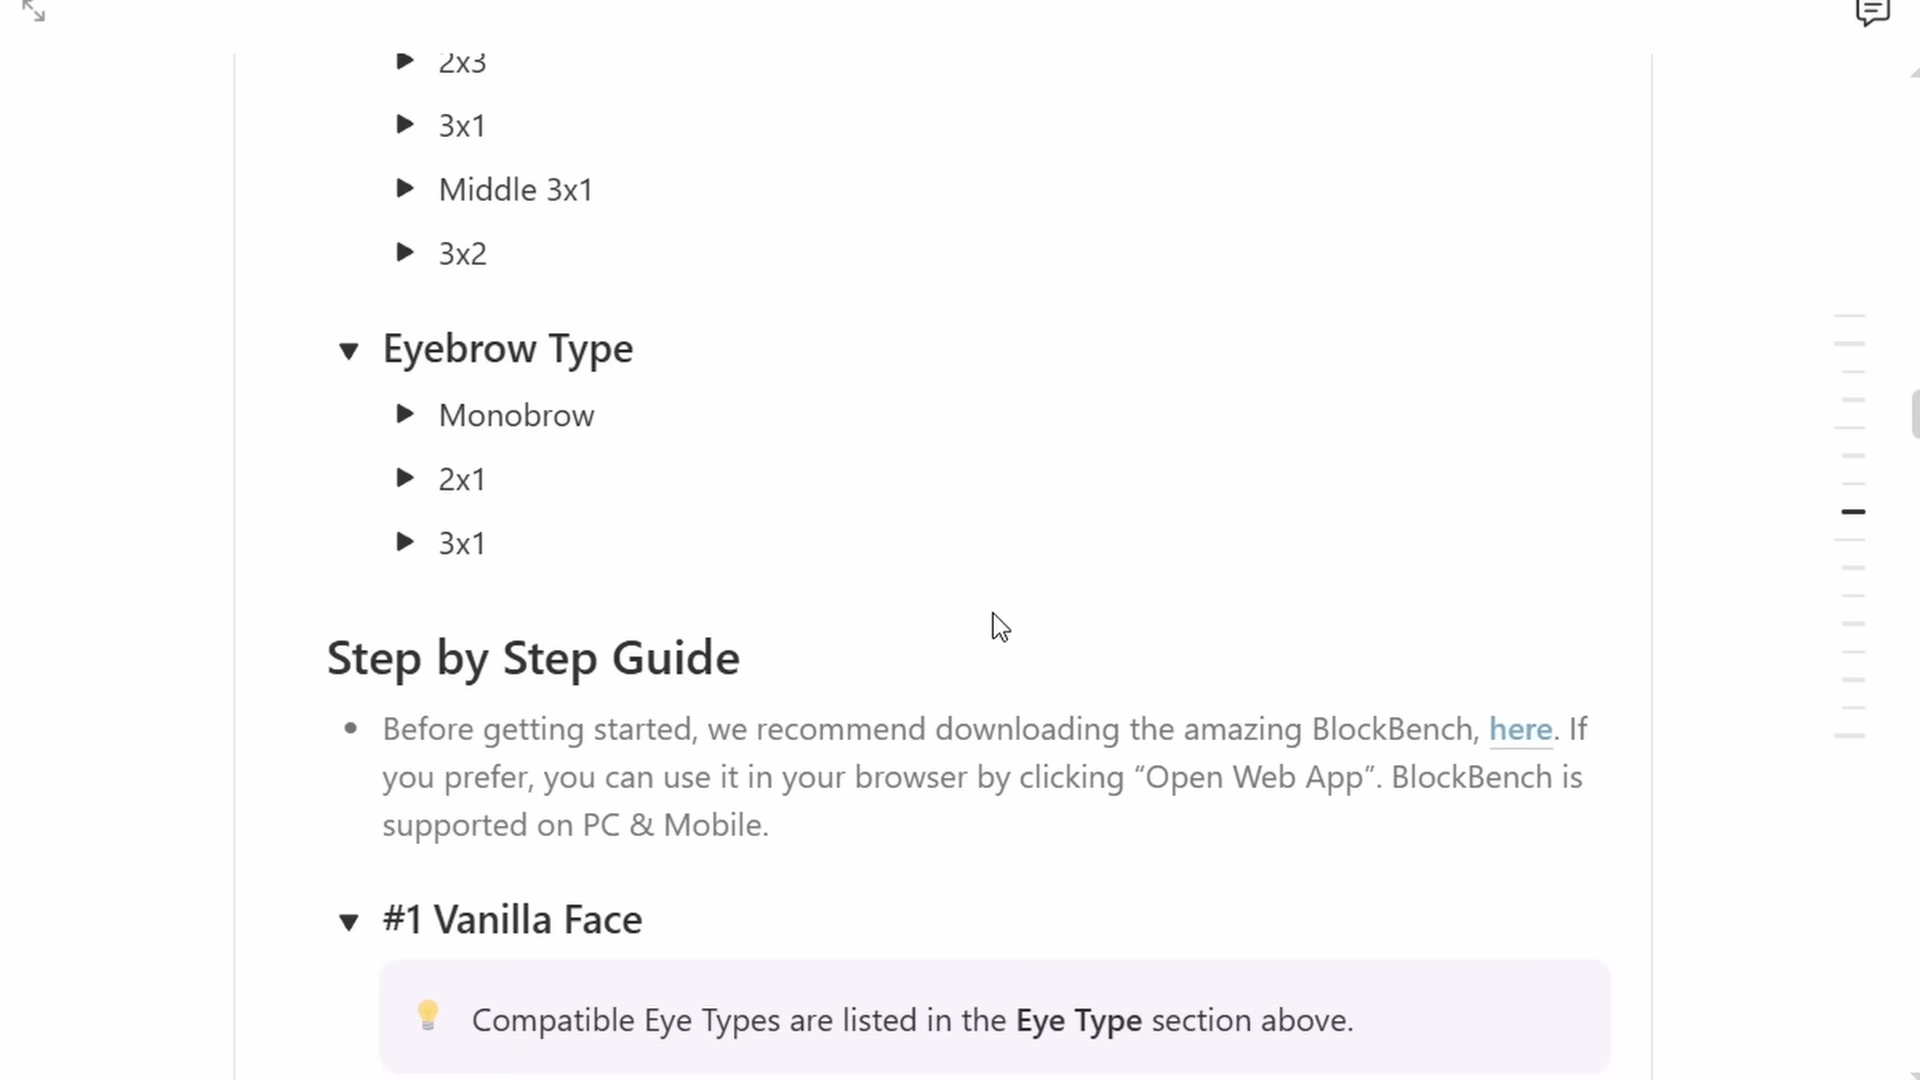 2x3
3x1
Middle 3x1
3x2
Eyebrow Type
Monobrow
2x1
3x1
Step by Step Guide
Before getting started, we recommend downloading the amazing BlockBench, here. If
you prefer, you can use it in your browser by clicking “Open Web App”. BlockBench is
supported on PC & Mobile.
#1 Vanilla Face
Compatible Eye Types are listed in the Eye Type section above.